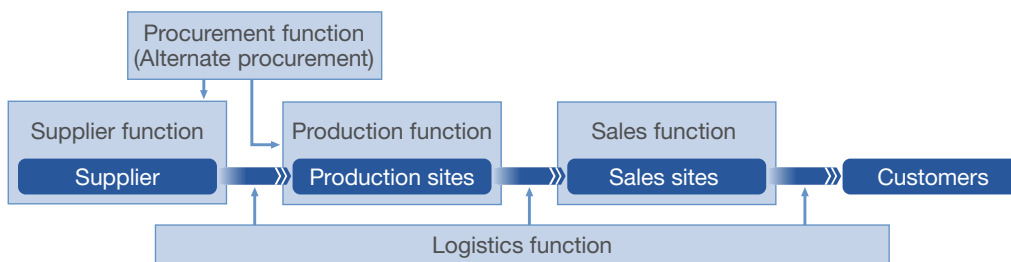 Procurement function
(Alternate procurement)
Supplier function
Production function
Sales function
Supplier
Production sites
Sales sites
Customers
Logistics function